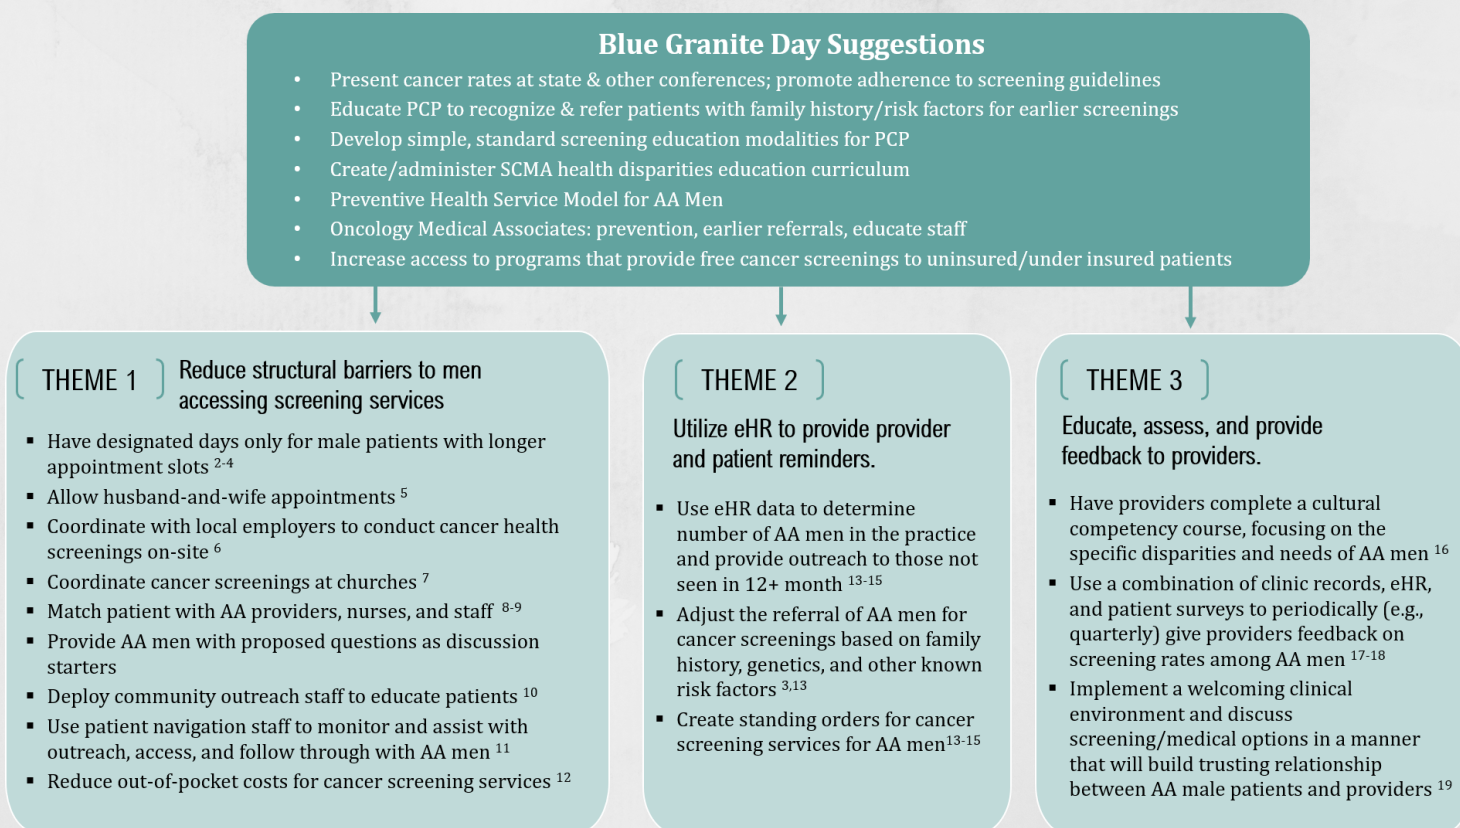 Blue Granite Day Suggestions
• Present cancer rates at state & other conferences; promote adherence to screening guidelines
• Educate PCP to recognize & refer patients with family history/risk factors for earlier screenings
• Develop simple, standard screening education modalities for PCP
• Create/administer SCMA health disparities education curriculum
• Preventive Health Service Model for AA Men
• Oncology Medical Associates: prevention, earlier referrals, educate staff
• Increase access to programs that provide free cancer screenings to uninsured/under insured patients
THEME 1
Reduce structural barriers to men
accessing screening services
▪ Have designated days only for male patients with longer
appointment slots 2-4
▪ Allow husband-and-wife appointments 5
▪ Coordinate with local employers to conduct cancer health
screenings on-site 6
▪ Coordinate cancer screenings at churches 7
▪ Match patient with AA providers, nurses, and staff 8-9
▪ Provide AA men with proposed questions as discussion
starters
▪ Deploy community outreach staff to educate patients 10
▪ Use patient navigation staff to monitor and assist with
outreach, access, and follow through with AA men 11
▪ Reduce out-of-pocket costs for cancer screening services 12
THEME 2
Utilize eHR to provide provider
and patient reminders.
▪ Use eHR data to determine
number of AA men in the practice
and provide outreach to those not
seen in 12+ month 13-15
▪ Adjust the referral of AA men for
cancer screenings based on family
history, genetics, and other known
risk factors 3,13
▪ Create standing orders for cancer
screening services for AA men13-15
THEME 3
Educate, assess, and provide
feedback to providers.
▪ Have providers complete a cultural
competency course, focusing on the
specific disparities and needs of AA men 16
▪ Use a combination of clinic records, eHR,
and patient surveys to periodically (e.g.,
quarterly) give providers feedback on
screening rates among AA men 17-18
▪ Implement a welcoming clinical
environment and discuss
screening/medical options in a manner
that will build trusting relationship
between AA male patients and providers 19